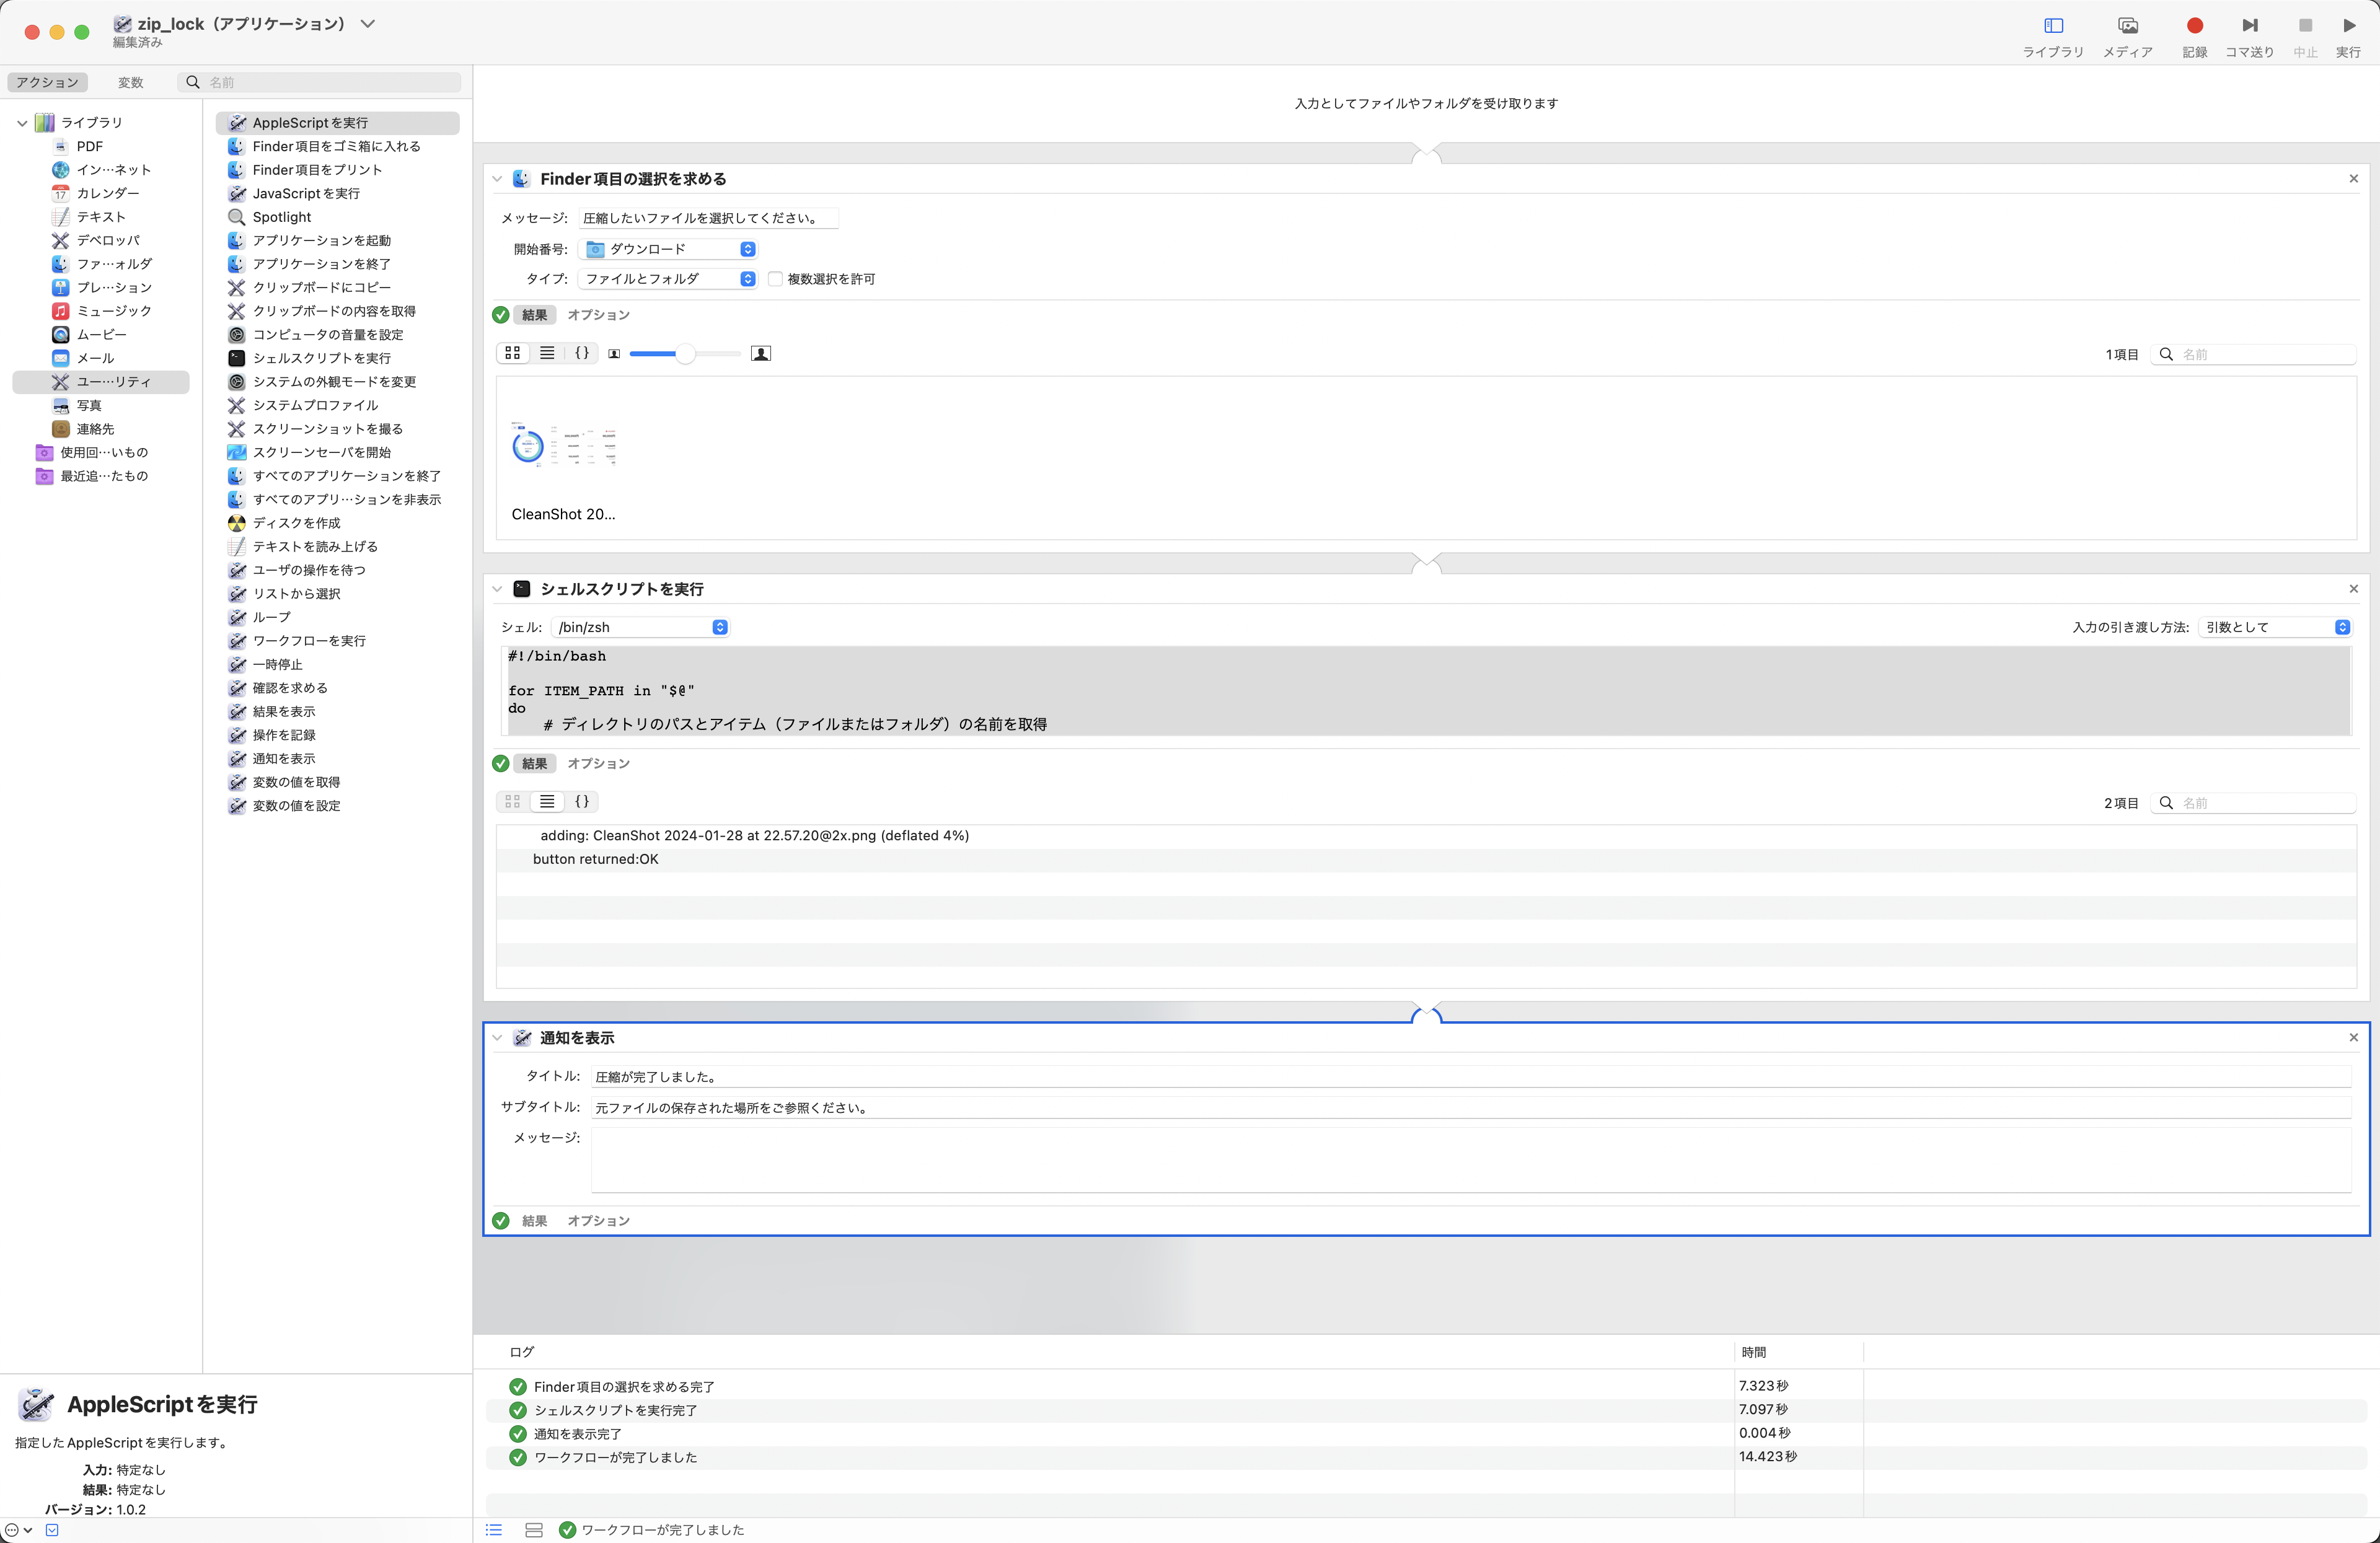 zip_lock（アプリケーション）
編集済み
ライブラリ
メディア
記録
コマ送り
中止
実行
アクション
変数
名前
ライブラリ
PDF
イン…ネット
カレンダー
テキスト
デベロッパ
ファ…ォルダ
プレ…ション
ミュージック
ムービー
メール
ユー…リティ
写真
連絡先
使用回…いもの
最近追…たもの
AppleScriptを実行
Finder項目をゴミ箱に入れる
Finder項目をプリント
JavaScriptを実行
Spotlight
アプリケーションを起動
アプリケーションを終了
クリップボードにコピー
クリップボードの内容を取得
コンピュータの音量を設定
シェルスクリプトを実行
システムの外観モードを変更
システムプロファイル
スクリーンショットを撮る
スクリーンセーバを開始
すべてのアプリケーションを終了
すべてのアプリ…ションを非表示
ディスクを作成
テキストを読み上げる
ユーザの操作を待つ
リストから選択
ループ
ワークフローを実行
一時停止
確認を求める
結果を表示
操作を記録
通知を表示
変数の値を取得
変数の値を設定
AppleScriptを実行
指定したAppleScriptを実行します。
入力: 特定なし
結果: 特定なし
バージョン: 1.0.2
入力としてファイルやフォルダを受け取ります
Finder項目の選択を求める
メッセージ: 圧縮したいファイルを選択してください。
開始番号: ダウンロード
タイプ: ファイルとフォルダ 複数選択を許可
結果 オプション
1項目 名前
CleanShot 20...
シェルスクリプトを実行
シェル: /bin/zsh
入力の引き渡し方法: 引数として
#!/bin/bash
for ITEM_PATH in "$@"
do
# ディレクトリのパスとアイテム（ファイルまたはフォルダ）の名前を取得
結果 オプション
2項目 名前
adding: CleanShot 2024-01-28 at 22.57.20@2x.png (deflated 4%)
button returned:OK
通知を表示
タイトル: 圧縮が完了しました。
サブタイトル: 元ファイルの保存された場所をご参照ください。
メッセージ:
結果 オプション
ログ 時間
Finder項目の選択を求める完了 7.323秒
シェルスクリプトを実行完了 7.097秒
通知を表示完了 0.004秒
ワークフローが完了しました 14.423秒
ワークフローが完了しました